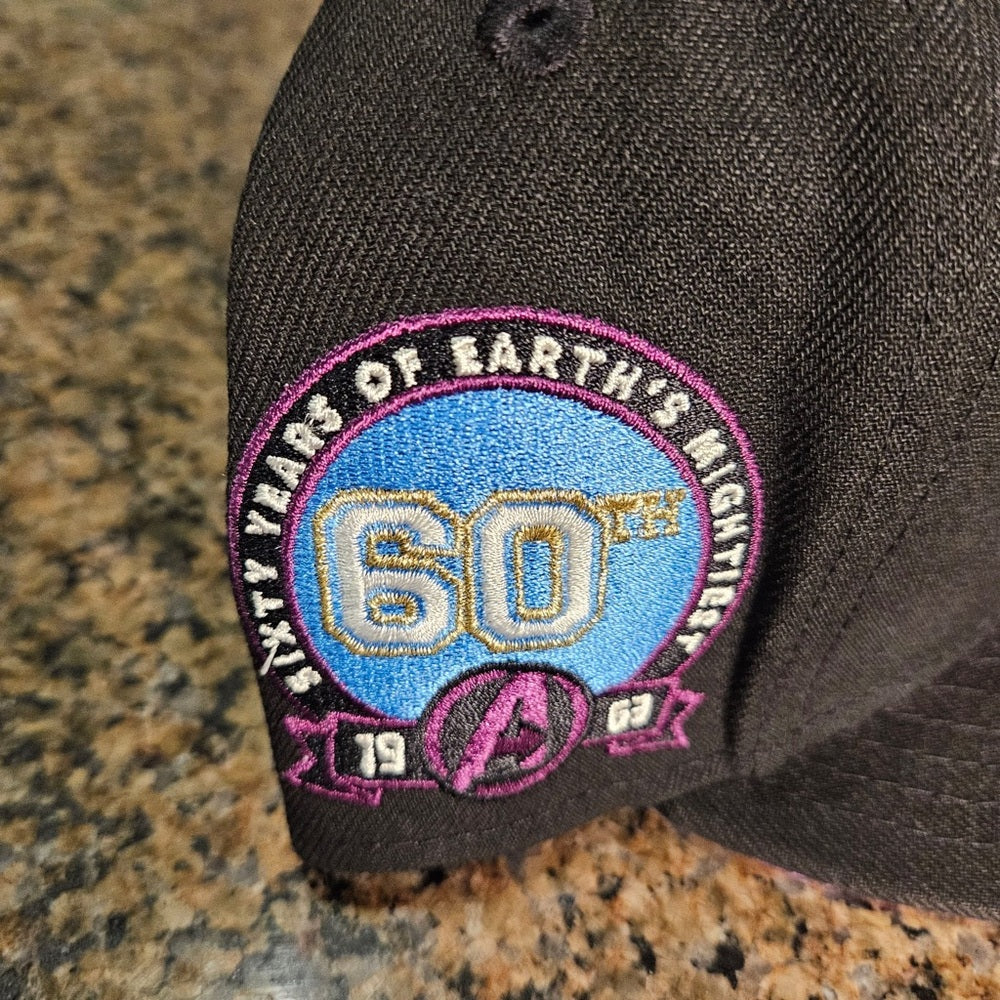 SIXTY YEARS OF EARTH'S MIGHTIEST
60TH
19 A 63